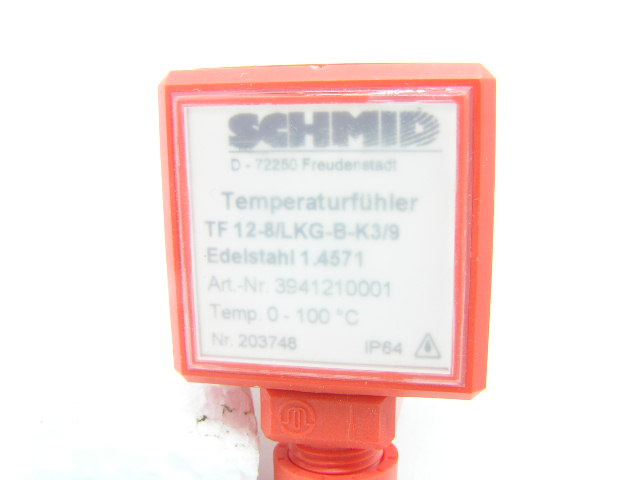 SCHMID
D - 72250 Freudenstadt
Temperaturfühler
TF 12-8/LKG-B-K3/9
Edelstahl 1.4571
Art.-Nr. 3941210001
Temp. 0 - 100 °C
Nr. 203748 IP64